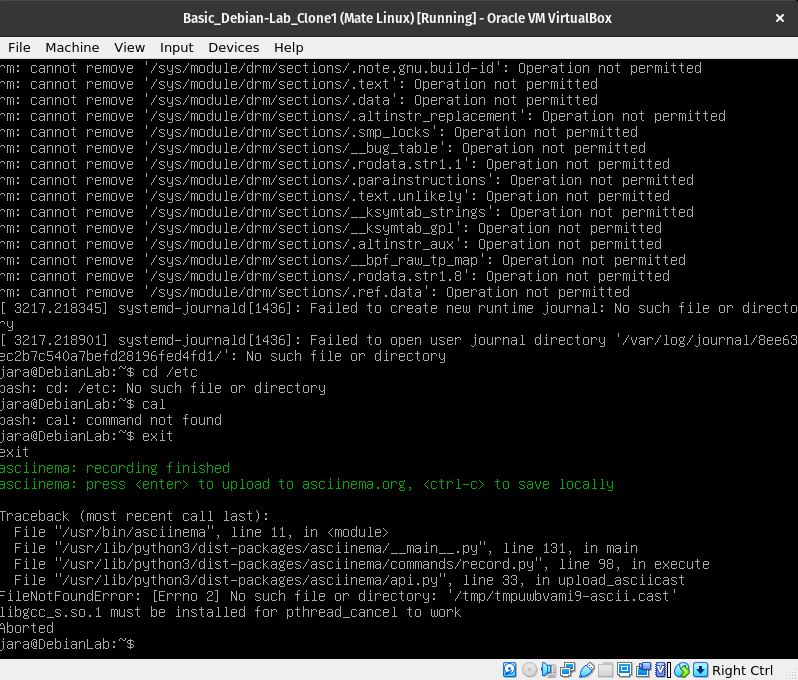 Basic_Debian-Lab_Clone1 (Mate Linux) [Running] - Oracle VM VirtualBox
File Machine View Input Devices Help
rm: cannot remove '/sys/module/drm/sections/.note.gnu.build-id': Operation not permitted
rm: cannot remove '/sys/module/drm/sections/.text': Operation not permitted
rm: cannot remove '/sys/module/drm/sections/.data': Operation not permitted
rm: cannot remove '/sys/module/drm/sections/.altinstr_replacement': Operation not permitted
rm: cannot remove '/sys/module/drm/sections/.smp_locks': Operation not permitted
rm: cannot remove '/sys/module/drm/sections/__bug_table': Operation not permitted
rm: cannot remove '/sys/module/drm/sections/.rodata.str1.1': Operation not permitted
rm: cannot remove '/sys/module/drm/sections/.parainstructions': Operation not permitted
rm: cannot remove '/sys/module/drm/sections/.text.unlikely': Operation not permitted
rm: cannot remove '/sys/module/drm/sections/__ksymtab_strings': Operation not permitted
rm: cannot remove '/sys/module/drm/sections/__ksymtab_gpl': Operation not permitted
rm: cannot remove '/sys/module/drm/sections/.altinstr_aux': Operation not permitted
rm: cannot remove '/sys/module/drm/sections/__bpf_raw_tp_map': Operation not permitted
rm: cannot remove '/sys/module/drm/sections/.rodata.str1.8': Operation not permitted
rm: cannot remove '/sys/module/drm/sections/.ref.data': Operation not permitted
[ 3217.218345] systemd-journald[1436]: Failed to create new runtime journal: No such file or directo
ry
[ 3217.218901] systemd-journald[1436]: Failed to open user journal directory '/var/log/journal/8ee63
ec2b7c540a7befd28196fed4fd1/': No such file or directory
jara@DebianLab:~$ cd /etc
bash: cd: /etc: No such file or directory
jara@DebianLab:~$ cal
bash: cal: command not found
jara@DebianLab:~$ exit
exit
asciinema: recording finished
asciinema: press <enter> to upload to asciinema.org, <ctrl-c> to save locally
Traceback (most recent call last):
File "/usr/bin/asciinema", line 11, in <module>
File "/usr/lib/python3/dist-packages/asciinema/__main__.py", line 131, in main
File "/usr/lib/python3/dist-packages/asciinema/commands/record.py", line 98, in execute
File "/usr/lib/python3/dist-packages/asciinema/api.py", line 33, in upload_asciicast
FileNotFoundError: [Errno 2] No such file or directory: '/tmp/tmpuwbvami9-ascii.cast'
libgcc_s.so.1 must be installed for pthread_cancel to work
Aborted
jara@DebianLab:~$
Right Ctrl